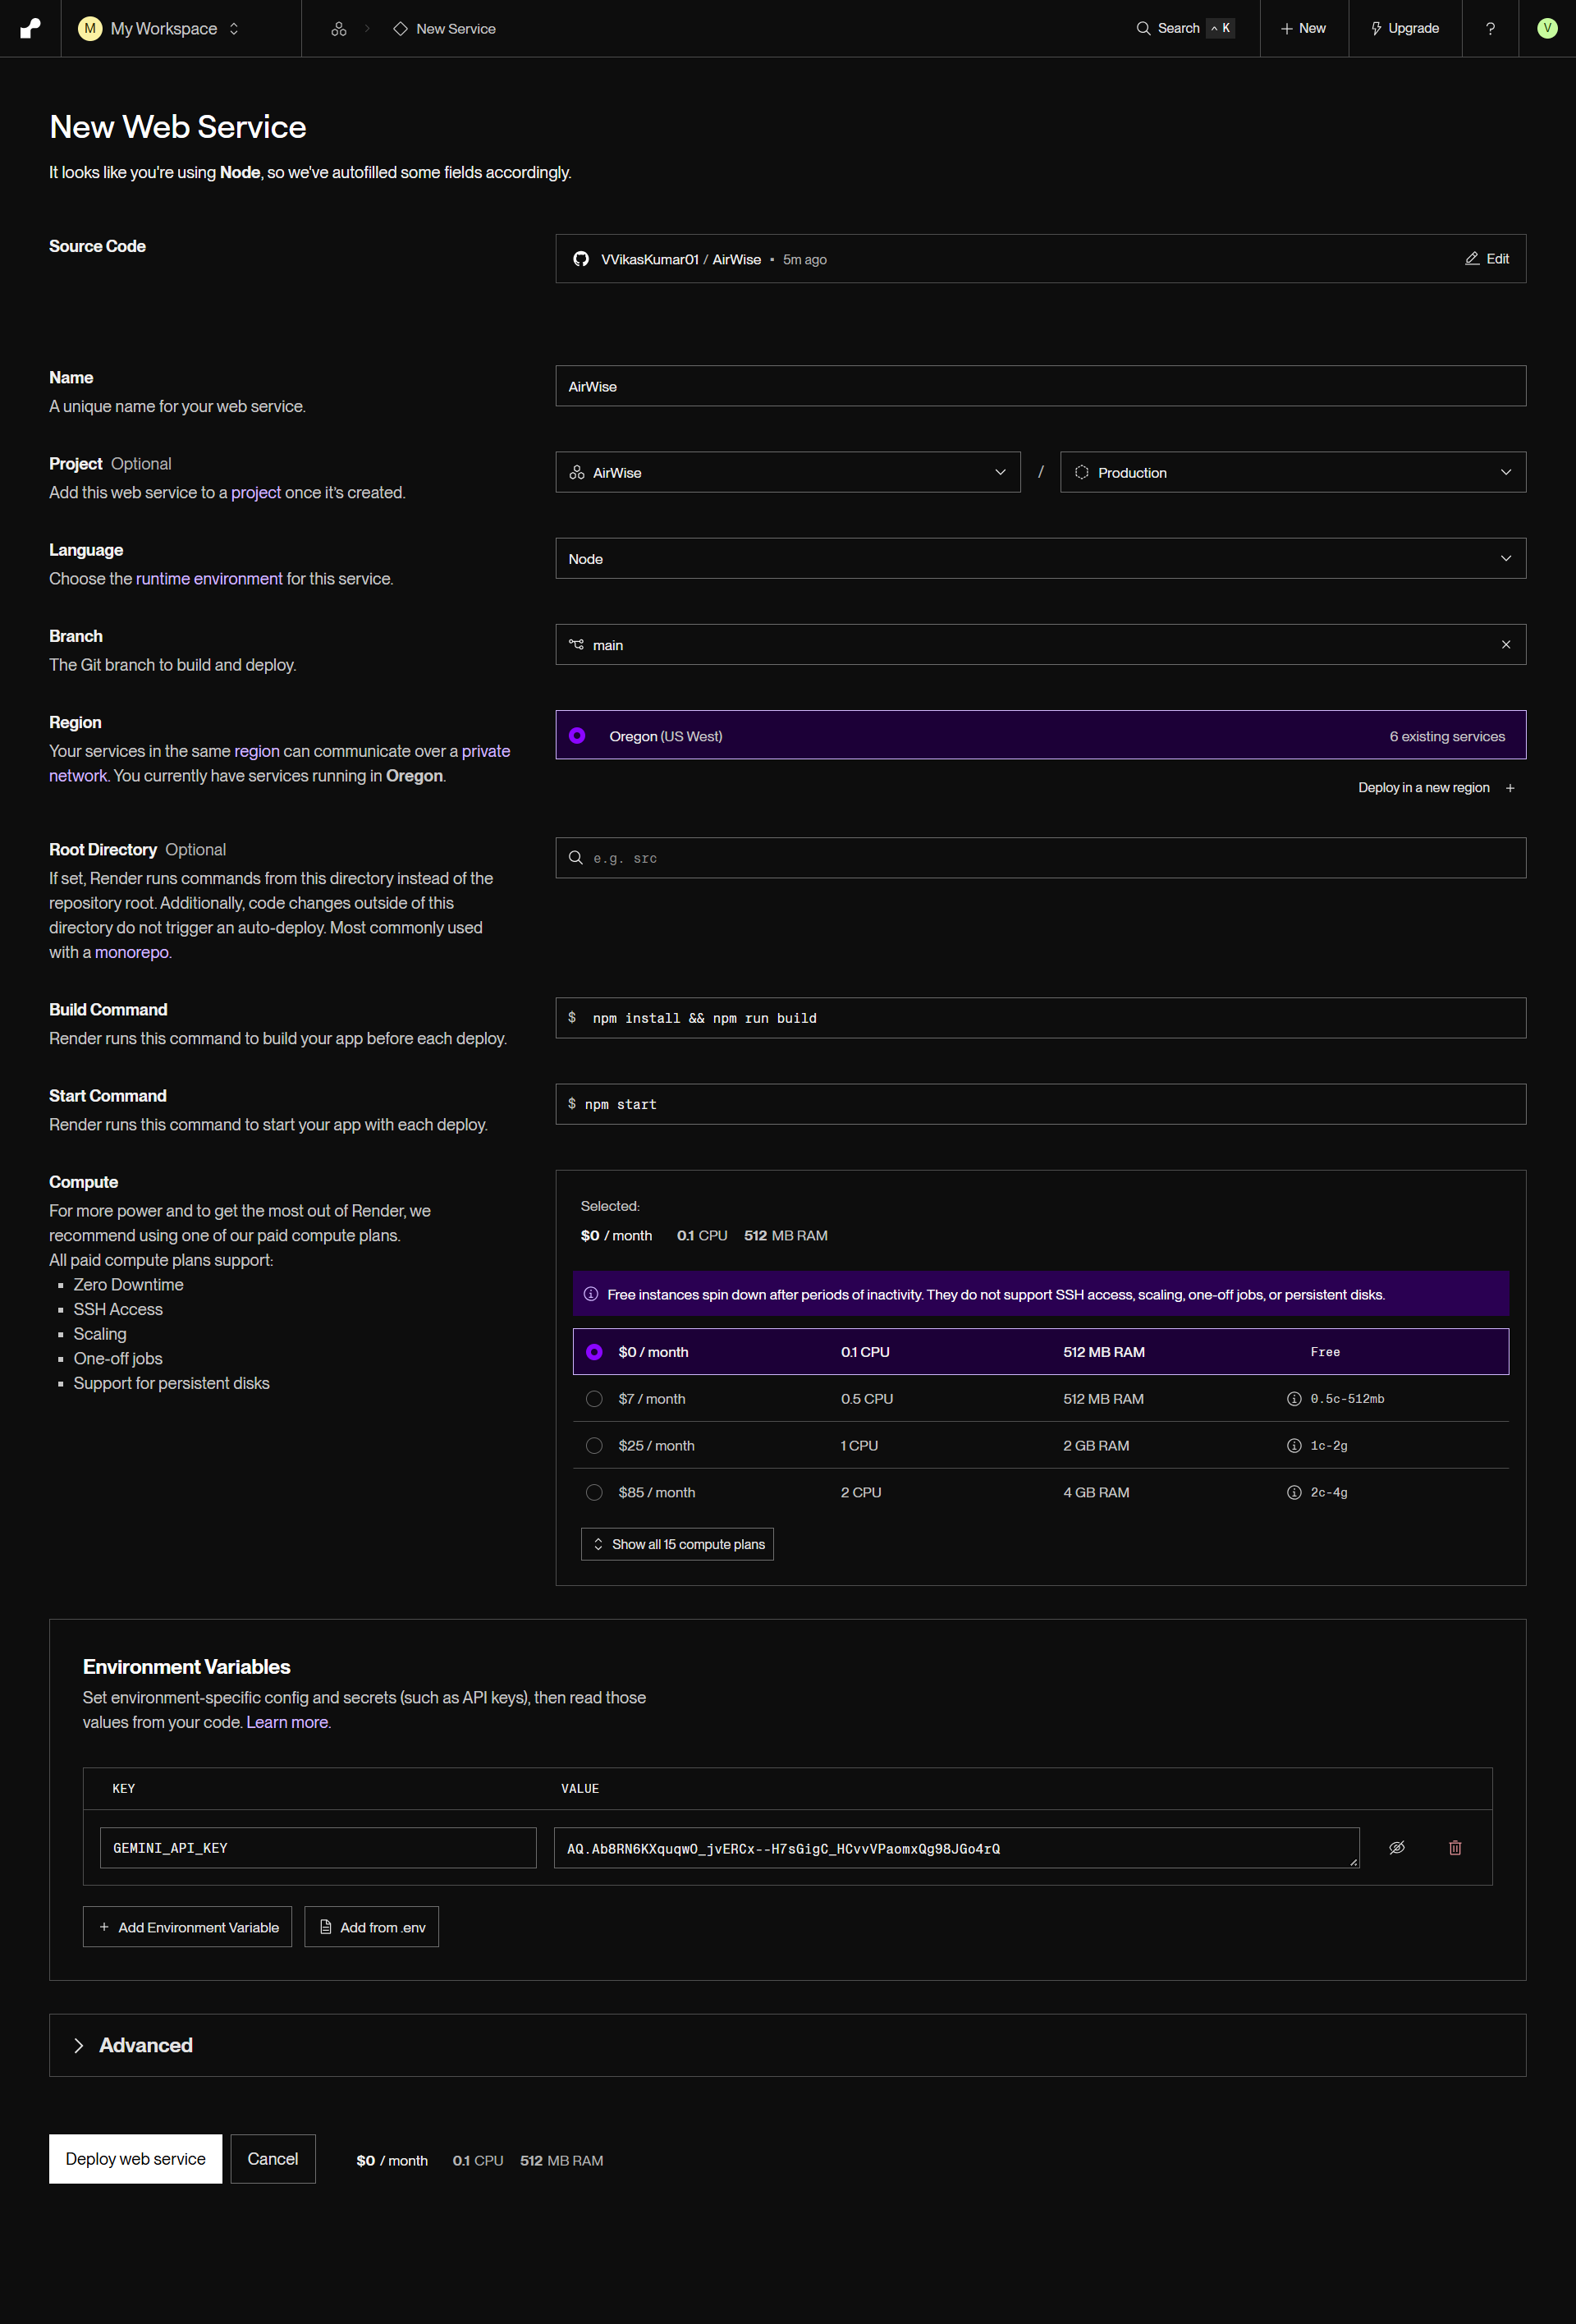 M My Workspace
New Service
Search ^ K
+ New
Upgrade
?
V
New Web Service
It looks like you're using Node, so we've autofilled some fields accordingly.
Source Code
VVikasKumar01 / AirWise • 5m ago
Edit
Name
A unique name for your web service.
AirWise
Project Optional
Add this web service to a project once it's created.
AirWise
/
Production
Language
Choose the runtime environment for this service.
Node
Branch
The Git branch to build and deploy.
main
Region
Your services in the same region can communicate over a private
network. You currently have services running in Oregon.
Oregon (US West)
6 existing services
Deploy in a new region +
Root Directory Optional
If set, Render runs commands from this directory instead of the
repository root. Additionally, code changes outside of this
directory do not trigger an auto-deploy. Most commonly used
with a monorepo.
e.g. src
Build Command
Render runs this command to build your app before each deploy.
$ npm install && npm run build
Start Command
Render runs this command to start your app with each deploy.
$ npm start
Compute
For more power and to get the most out of Render, we
recommend using one of our paid compute plans.
All paid compute plans support:
Zero Downtime
SSH Access
Scaling
One-off jobs
Support for persistent disks
Selected:
$0 / month 0.1 CPU 512 MB RAM
Free instances spin down after periods of inactivity. They do not support SSH access, scaling, one-off jobs, or persistent disks.
$0 / month 0.1 CPU 512 MB RAM Free
$7 / month 0.5 CPU 512 MB RAM 0.5c-512mb
$25 / month 1 CPU 2 GB RAM 1c-2g
$85 / month 2 CPU 4 GB RAM 2c-4g
Show all 15 compute plans
Environment Variables
Set environment-specific config and secrets (such as API keys), then read those
values from your code. Learn more.
KEY VALUE
GEMINI_API_KEY AQ.Ab8RN6KXquqwO_jvERCx--H7sGigC_HCvvVPaomxQg98JGo4rQ
+ Add Environment Variable
Add from .env
Advanced
Deploy web service
Cancel
$0 / month 0.1 CPU 512 MB RAM